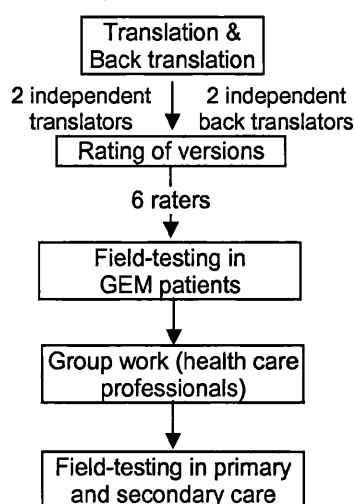 Translation &
Back translation
2 independent 2 independent
translators back translators
Rating of versions
6 raters
Field-testing in
GEM patients
Group work (health care
professionals)
Field-testing in primary
and secondary care